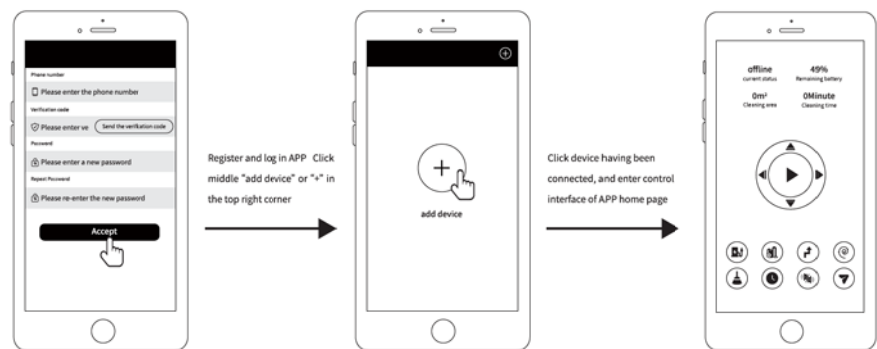 Phone number
Please enter the phone number
Verification code
Please enter ve
Send the verification code
Password
Please enter a new password
Repeat Password
Please re-enter the new password
Accept
Register and log in APP Click
middle "add device" or "+" in
the top right corner
add device
Click device having been
connected, and enter control
interface of APP home page
offline
current status
49%
Remaining battery
0m²
Cleaning area
0Minute
Cleaning time